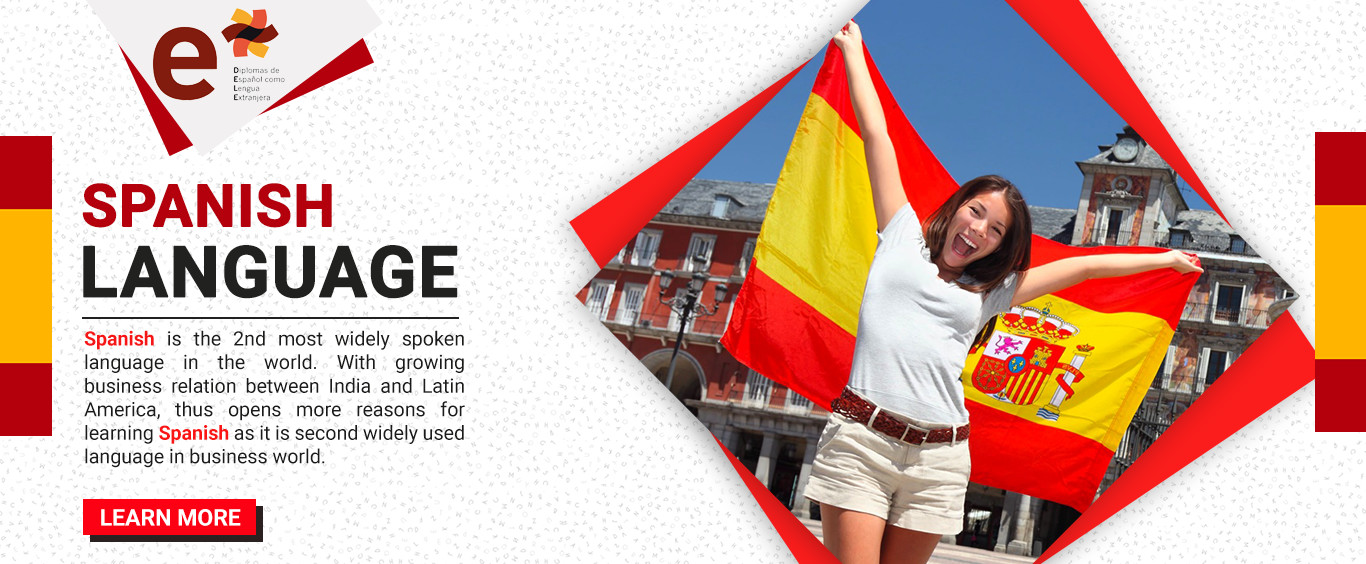 e
Diplomas de
Español como
Lengua
Extranjera
SPANISH
LANGUAGE
Spanish is the 2nd most widely spoken
language in the world. With growing
business relation between India and Latin
America, thus opens more reasons for
learning Spanish as it is second widely used
language in business world.
LEARN MORE